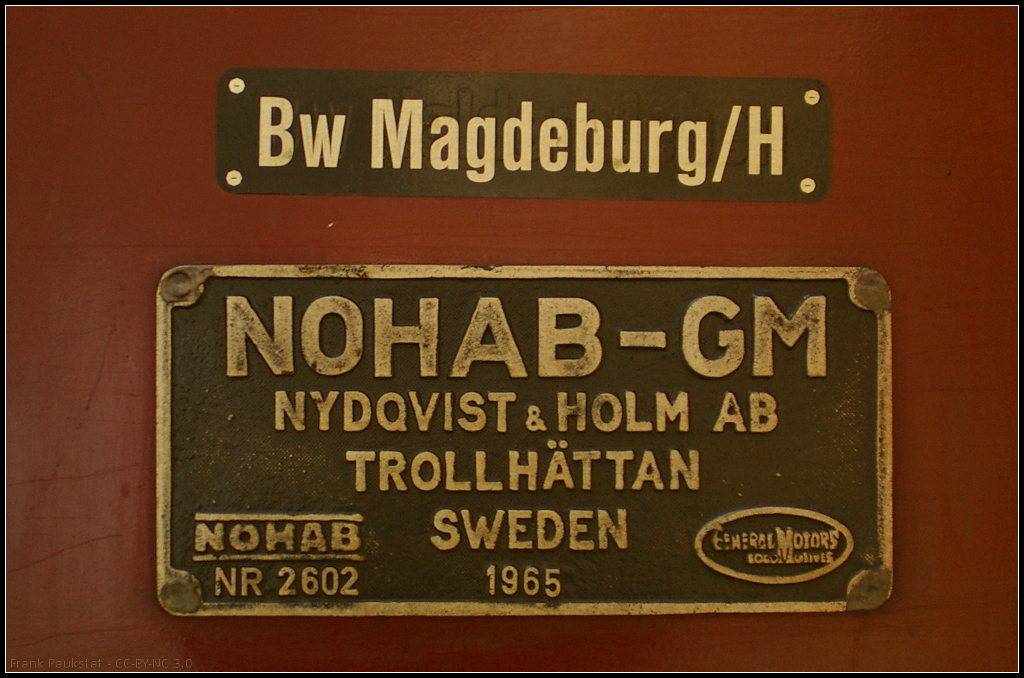 Bw Magdeburg/H
NOHAB-GM
NYDQVIST & HOLM AB
TROLLHÄTTAN
SWEDEN
NOHAB
NR 2602
1965
GENERAL MOTORS
LOCOMOTIVES
Frank Paukstat - CC-BY-NC 3.0